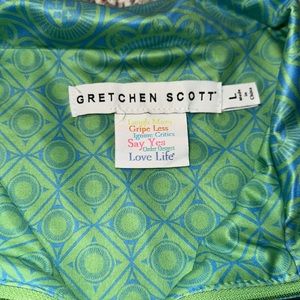 GRETCHEN SCOTT
L
Laugh More
Gripe Less
Ignore Critics
Say Yes
Order Dessert
Love Life®